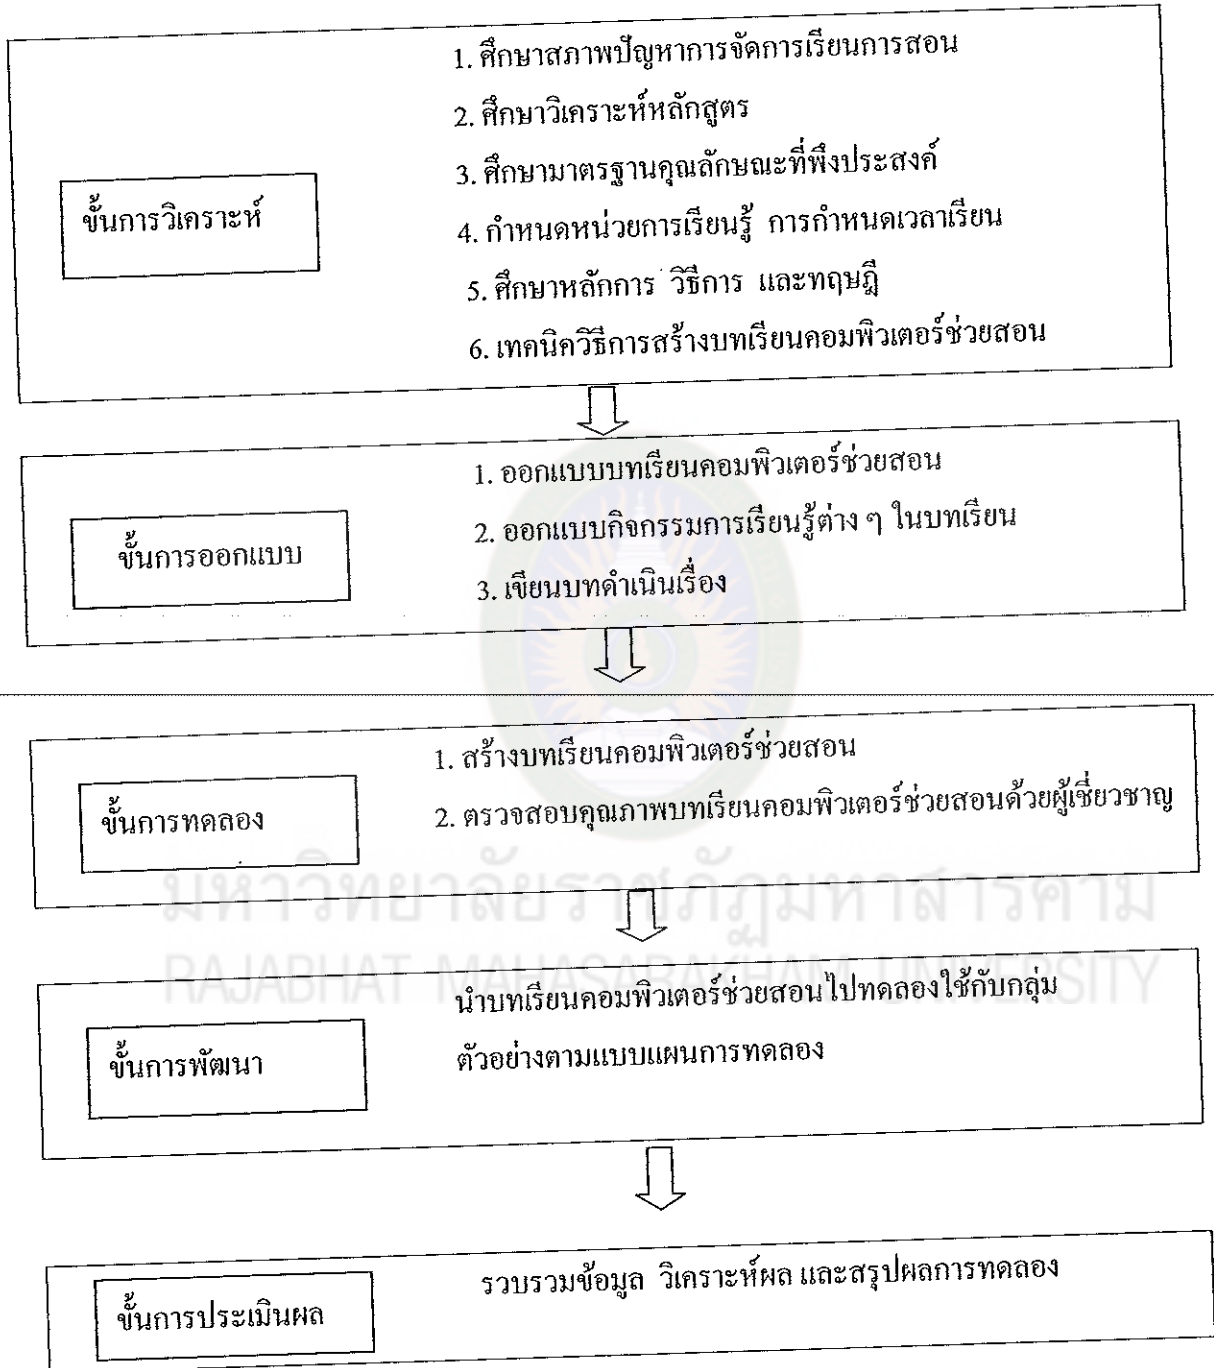 1. ศึกษาสภาพปัญหาการจัดการเรียนการสอน
2. ศึกษาวิเคราะห์หลักสูตร
3. ศึกษามาตรฐานคุณลักษณะที่พึงประสงค์
ขั้นการวิเคราะห์
4. กำหนดหน่วยการเรียนรู้ การกำหนดเวลาเรียน
5. ศึกษาหลักการ วิธีการ และทฤษฎี
6. เทคนิควิธีการสร้างบทเรียนคอมพิวเตอร์ช่วยสอน
1. ออกแบบบทเรียนคอมพิวเตอร์ช่วยสอน
2. ออกแบบกิจกรรมการเรียนรู้ต่าง ๆ ในบทเรียน
ขั้นการออกแบบ
3. เขียนบทดำเนินเรื่อง
1. สร้างบทเรียนคอมพิวเตอร์ช่วยสอน
ขั้นการทดลอง
2. ตรวจสอบคุณภาพบทเรียนคอมพิวเตอร์ช่วยสอนด้วยผู้เชี่ยวชาญ
มหาวิทยาลัยราชภัฏมหาสารคาม
RAJABHAT MAHASARAKHAM UNIVERSITY
นำบทเรียนคอมพิวเตอร์ช่วยสอนไปทดลองใช้กับกลุ่ม
ตัวอย่างตามแบบแผนการทดลอง
ขั้นการพัฒนา
รวบรวมข้อมูล วิเคราะห์ผล และสรุปผลการทดลอง
ขั้นการประเมินผล